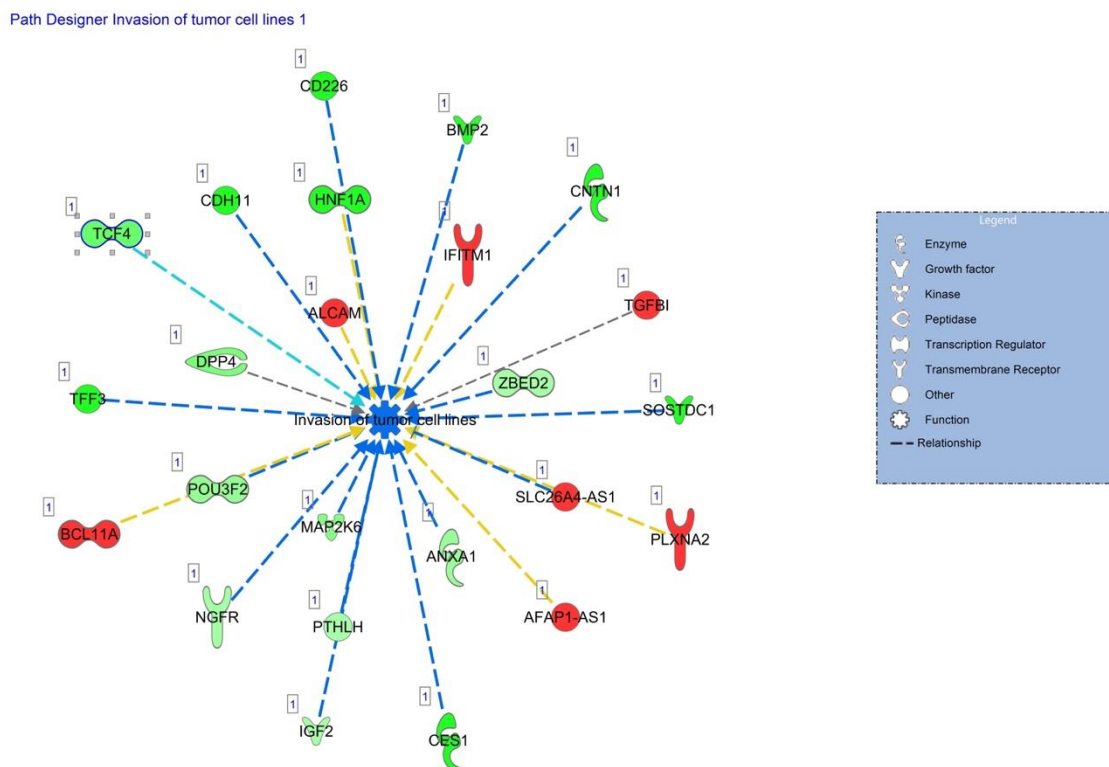 Path Designer Invasion of tumor cell lines 1
1
CD226
1
BMP2
1
CNTN1
1
CDH11
1
HNF1A
1
TCF4
1
IFITM1
1
ALCAM
1
TGFBI
1
DPP4
1
ZBED2
1
TFF3
1
SOSTDC1
Invasion of tumor cell lines
1
POU3F2
1
SLC26A4-AS1
1
BCL11A
1
MAP2K6
1
ANXA1
1
PLXNA2
1
NGFR
1
PTHLH
1
AFAP1-AS1
1
IGF2
1
CES1
Legend
Enzyme
Growth factor
Kinase
Peptidase
Transcription Regulator
Transmembrane Receptor
Other
Function
Relationship